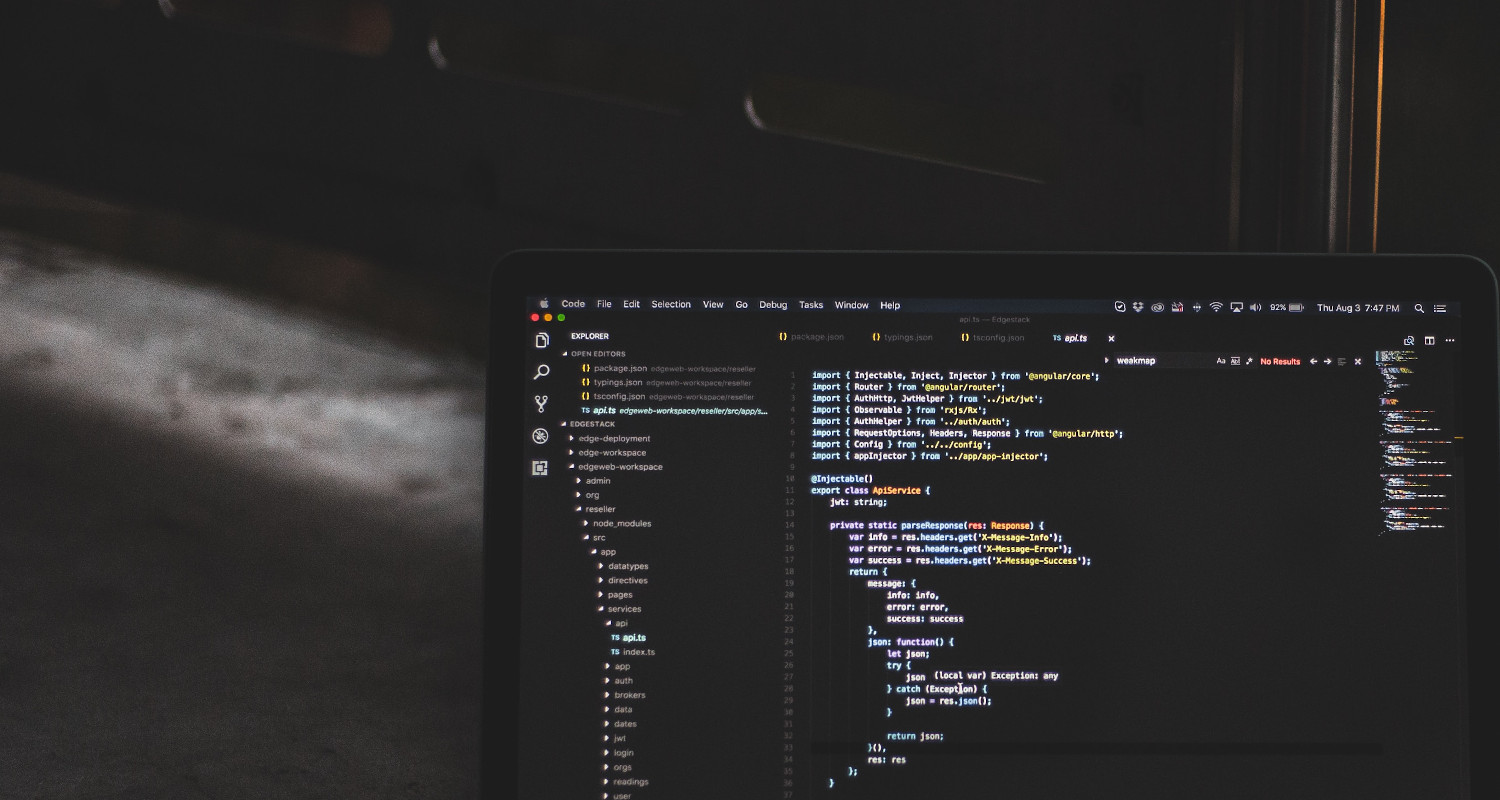 Code File Edit Selection View Go Debug Tasks Window Help 92% Thu Aug 3 7:47 PM
api.ts — Edgestack
EXPLORER
OPEN EDITORS
{} package.json edgeweb-workspace/reseller
{} typings.json edgeweb-workspace/reseller
{} tsconfig.json edgeweb-workspace/reseller
TS api.ts edgeweb-workspace/reseller/src/app/s...
EDGESTACK
edge-deployment
edge-workspace
edgeweb-workspace
admin
org
reseller
node_modules
src
app
datatypes
directives
pages
services
api
TS api.ts
TS index.ts
app
auth
brokers
data
dates
jwt
login
orgs
readings
user
{} package.json {} typings.json {} tsconfig.json TS api.ts
weakmap Aa Abl .* No Results
1 import { Injectable, Inject, Injector } from '@angular/core';
2 import { Router } from '@angular/router';
3 import { AuthHttp, JwtHelper } from '../jwt/jwt';
4 import { Observable } from 'rxjs/Rx';
5 import { AuthHelper } from '../auth/auth';
6 import { RequestOptions, Headers, Response } from '@angular/http';
7 import { Config } from '../../config';
8 import { appInjector } from '../app/app-injector';
9
10 @Injectable()
11 export class ApiService {
12 jwt: string;
13
14 private static parseResponse(res: Response) {
15 var info = res.headers.get('X-Message-Info');
16 var error = res.headers.get('X-Message-Error');
17 var success = res.headers.get('X-Message-Success');
18 return {
19 message: {
20 info: info,
21 error: error,
22 success: success
23 },
24 json: function() {
25 let json;
26 try {
27 json (local var) Exception: any
28 } catch (Exception) {
29 json = res.json();
30 }
31
32 return json;
33 }(),
34 res: res
35 };
36 }
37